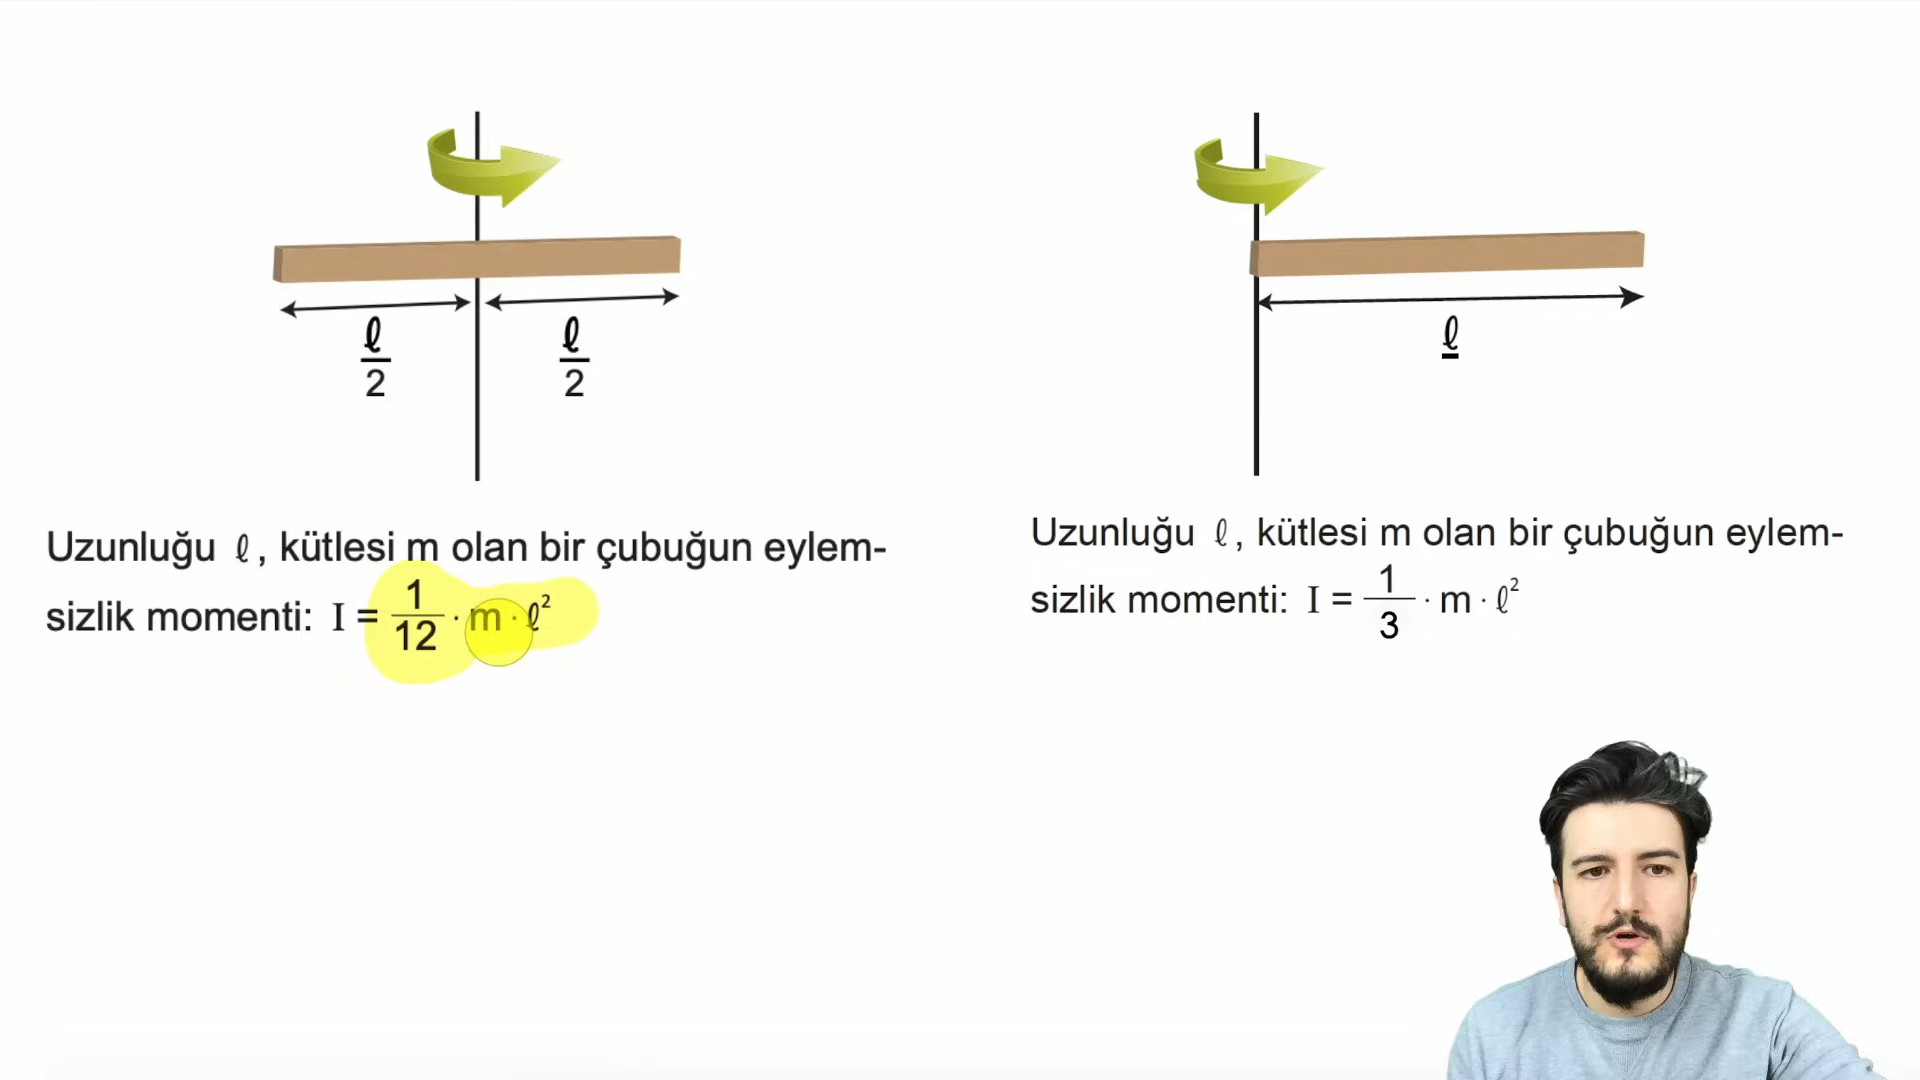 ℓ
2
ℓ
2
Uzunluğu ℓ, kütlesi m olan bir çubuğun eylem-
sizlik momenti: I = 1/12 · m · ℓ²
ℓ
Uzunluğu ℓ, kütlesi m olan bir çubuğun eylem-
sizlik momenti: I = 1/3 · m · ℓ²